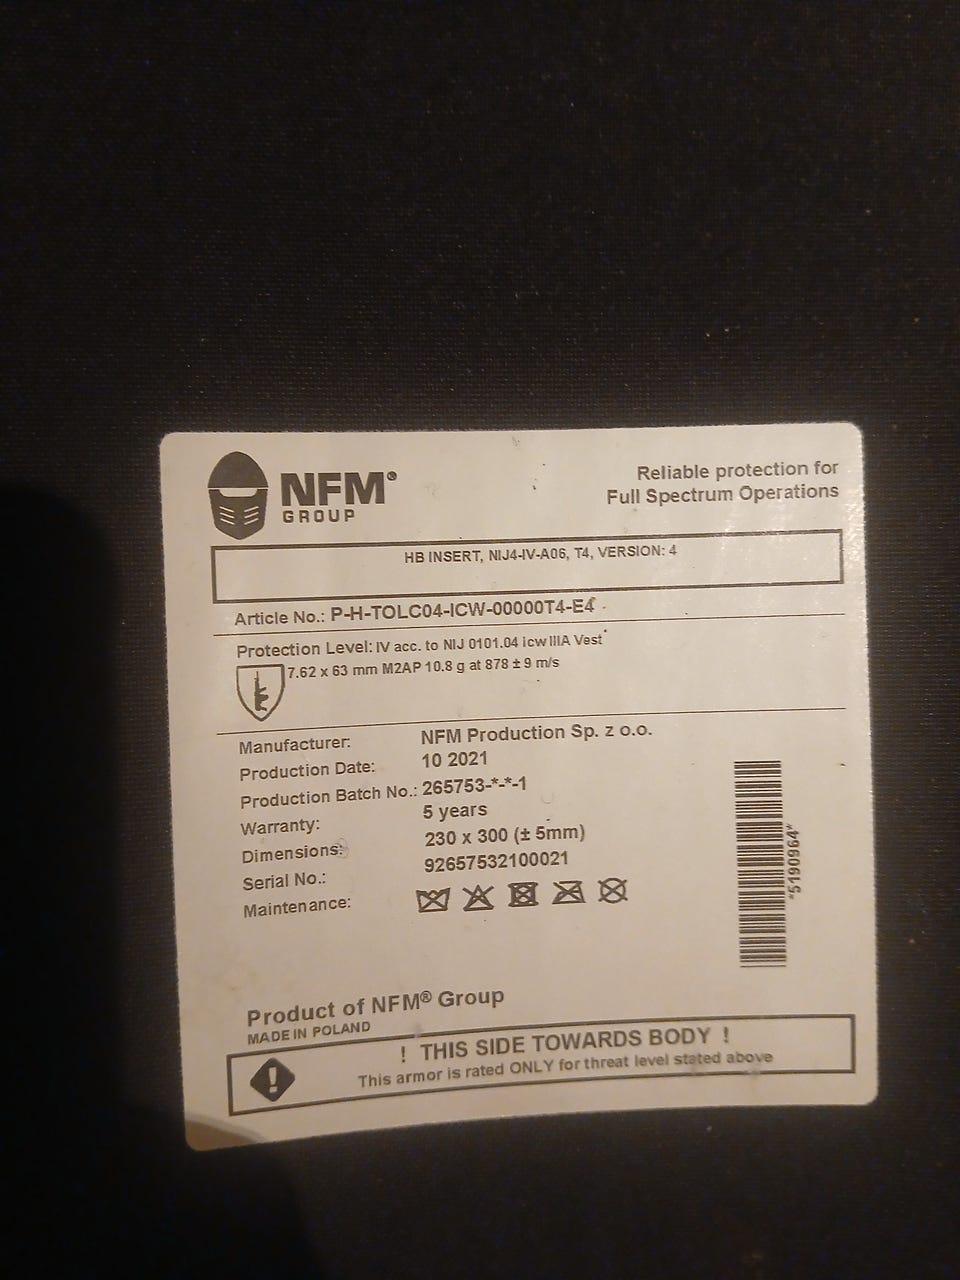 NFM®
GROUP
Reliable protection for
Full Spectrum Operations
HB INSERT, NIJ4-IV-A06, T4, VERSION: 4
Article No.: P-H-TOLC04-ICW-00000T4-E4
Protection Level: IV acc. to NIJ 0101.04 icw IIIA Vest*
7.62 x 63 mm M2AP 10.8 g at 878 ± 9 m/s
Manufacturer: NFM Production Sp. z o.o.
Production Date: 10 2021
Production Batch No.: 265753-*-*-1
Warranty: 5 years
Dimensions: 230 x 300 (± 5mm)
Serial No.: 92657532100021
Maintenance:
*5190964*
Product of NFM® Group
MADE IN POLAND
! THIS SIDE TOWARDS BODY !
This armor is rated ONLY for threat level stated above